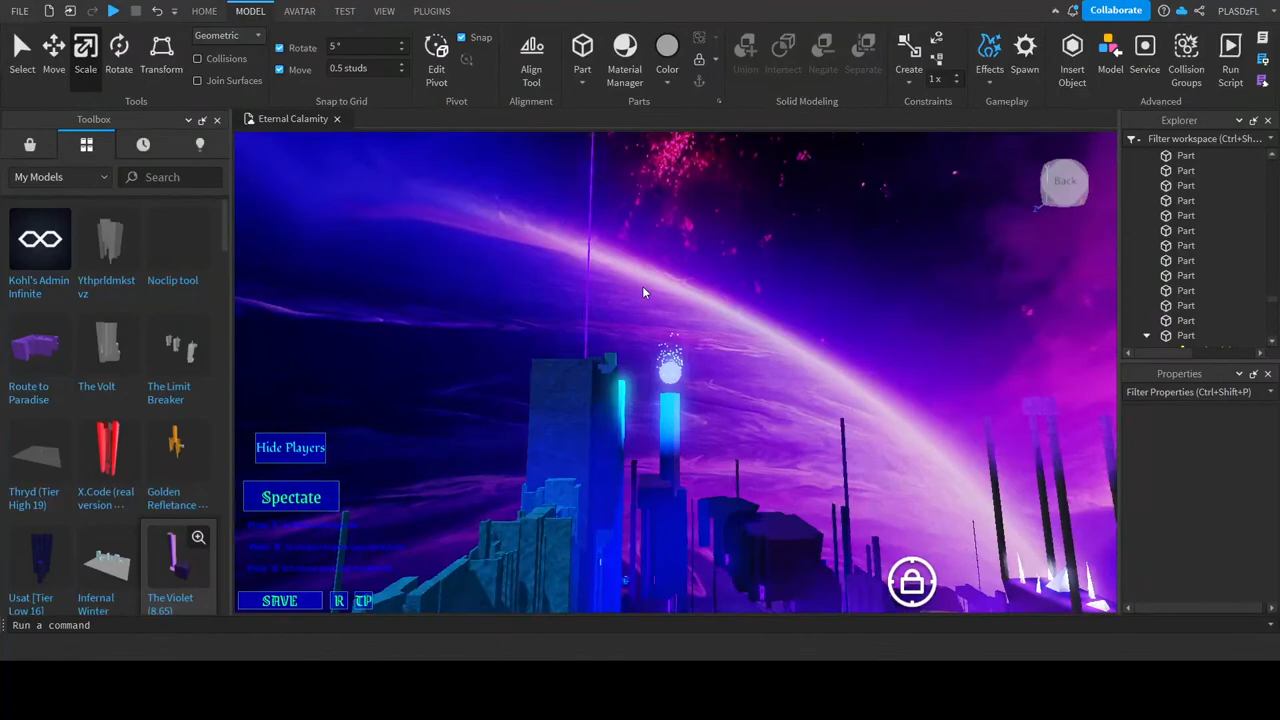 FILE HOME MODEL AVATAR TEST VIEW PLUGINS Collaborate PLASDzFL
Select Move Scale Rotate Transform
Geometric
Collisions
Join Surfaces
Tools
Rotate 5 °
Move 0.5 studs
Snap to Grid
Edit Pivot
Snap
Pivot
Align Tool
Alignment
Part Material Manager Color
Parts
Union Intersect Negate Separate
Solid Modeling
Create
1 x
Constraints
Effects Spawn
Gameplay
Insert Object Model Service Collision Groups Run Script
Advanced
Toolbox
My Models Search
Kohl's Admin Infinite
Ythprldmkst vz
Noclip tool
Route to Paradise
The Volt
The Limit Breaker
Thryd (Tier High 19)
X.Code (real version ...
Golden Refletance ...
Usat [Tier Low 16]
Infernal Winter
The Violet (8.65)
Eternal Calamity
Back
Hide Players
Spectate
SAVE R TP
Explorer
Filter workspace (Ctrl+Sh...
Part
Part
Part
Part
Part
Part
Part
Part
Part
Part
Part
Part
Part
Properties
Filter Properties (Ctrl+Shift+P)
Run a command